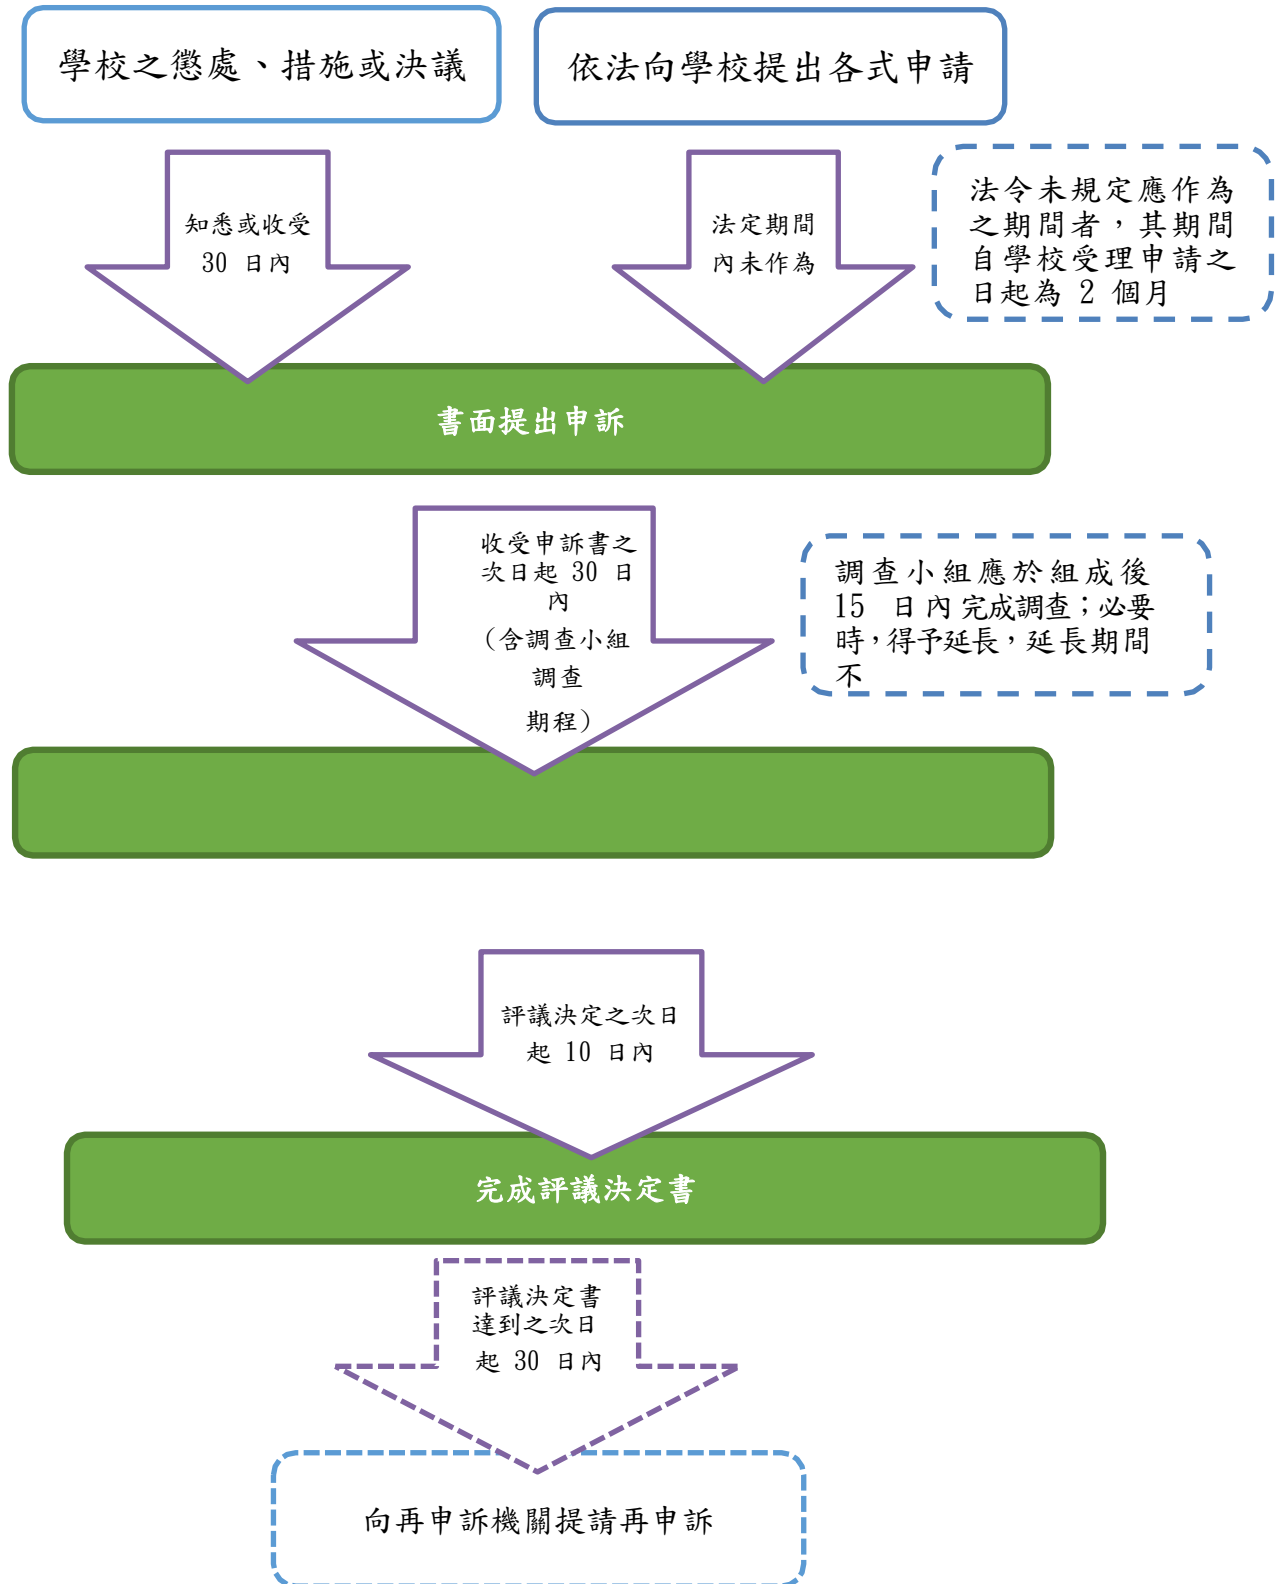 學校之懲處、措施或決議
依法向學校提出各式申請
知悉或收受
30 日內
法定期間
內未作為
法令未規定應作為
之期間者，其期間
自學校受理申請之
日起為 2 個月
書面提出申訴
收受申訴書之
次日起 30 日
內
（含調查小組
調查
期程）
調查小組應於組成後
15 日內完成調查；必要
時，得予延長，延長期間
不
評議決定之次日
起 10 日內
完成評議決定書
評議決定書
達到之次日
起 30 日內
向再申訴機關提請再申訴